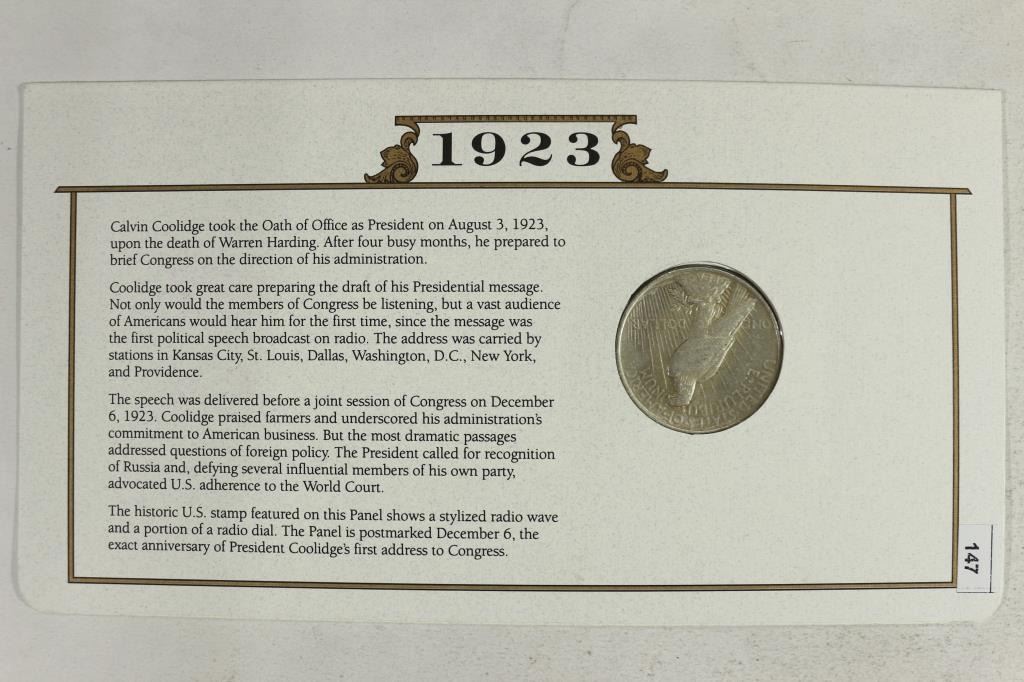 1923
Calvin Coolidge took the Oath of Office as President on August 3, 1923,
upon the death of Warren Harding. After four busy months, he prepared to
brief Congress on the direction of his administration.
Coolidge took great care preparing the draft of his Presidential message.
Not only would the members of Congress be listening, but a vast audience
of Americans would hear him for the first time, since the message was
the first political speech broadcast on radio. The address was carried by
stations in Kansas City, St. Louis, Dallas, Washington, D.C., New York,
and Providence.
The speech was delivered before a joint session of Congress on December
6, 1923. Coolidge praised farmers and underscored his administration's
commitment to American business. But the most dramatic passages
addressed questions of foreign policy. The President called for recognition
of Russia and, defying several influential members of his own party,
advocated U.S. adherence to the World Court.
The historic U.S. stamp featured on this Panel shows a stylized radio wave
and a portion of a radio dial. The Panel is postmarked December 6, the
exact anniversary of President Coolidge's first address to Congress.
UNITED STATES OF AMERICA
E PLURIBUS UNUM
ONE DOLLAR
147